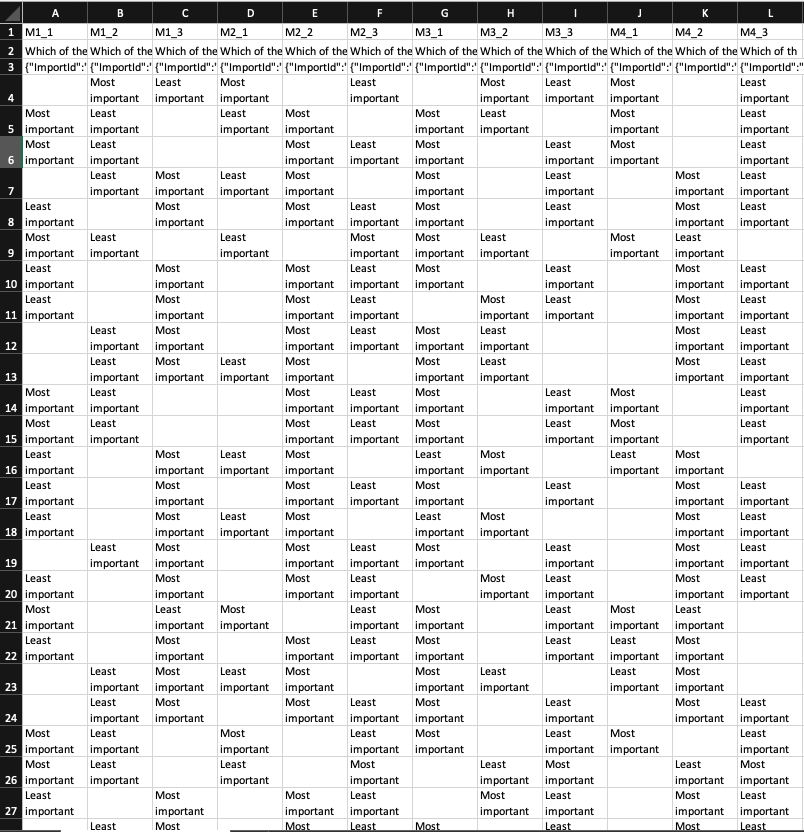 A B C D E F G H I J K L
1 M1_1 M1_2 M1_3 M2_1 M2_2 M2_3 M3_1 M3_2 M3_3 M4_1 M4_2 M4_3
2 Which of the Which of the Which of the Which of the Which of the Which of the Which of the Which of the Which of the Which of the Which of the Which of th
3 {"ImportId":' {"ImportId":' {"ImportId":' {"ImportId":' {"ImportId":' {"ImportId":' {"ImportId":' {"ImportId":' {"ImportId":' {"ImportId":' {"ImportId":' {"ImportId":"
Most Least Most Least Most Least Most Least
4 important important important important important important important important
Most Least Least Most Most Least Most Least
5 important important important important important important important important
Most Least Most Least Most Least Most Least
6 important important important important important important important important
Least Most Least Most Most Least Most Least
7 important important important important important important important important
Least Most Most Least Most Least Most Least
8 important important important important important important important important
Most Least Least Most Most Least Most Least
9 important important important important important important important important
Least Most Most Least Most Least Most Least
10 important important important important important important important important
Least Most Most Least Most Least Most Least
11 important important important important important important important important
Least Most Most Least Most Least Most Least
12 important important important important important important important important
Least Most Least Most Most Least Most Least
13 important important important important important important important important
Most Least Most Least Most Least Most Least
14 important important important important important important important important
Most Least Most Least Most Least Most Least
15 important important important important important important important important
Least Most Least Most Least Most Least Most
16 important important important important important important important important
Least Most Most Least Most Least Most Least
17 important important important important important important important important
Least Most Least Most Least Most Most Least
18 important important important important important important important important
Least Most Most Least Most Least Most Least
19 important important important important important important important important
Least Most Most Least Most Least Most Least
20 important important important important important important important important
Most Least Most Least Most Least Most Least
21 important important important important important important important important
Least Most Most Least Most Least Least Most
22 important important important important important important important important
Least Most Least Most Most Least Least Most
23 important important important important important important important important
Least Most Most Least Most Least Most Least
24 important important important important important important important important
Most Least Most Least Most Least Most Least
25 important important important important important important important important
Most Least Least Most Least Most Least Most
26 important important important important important important important important
Least Most Most Least Most Least Most Least
27 important important important important important important important important
Least Most Most Least Most Least Most Least